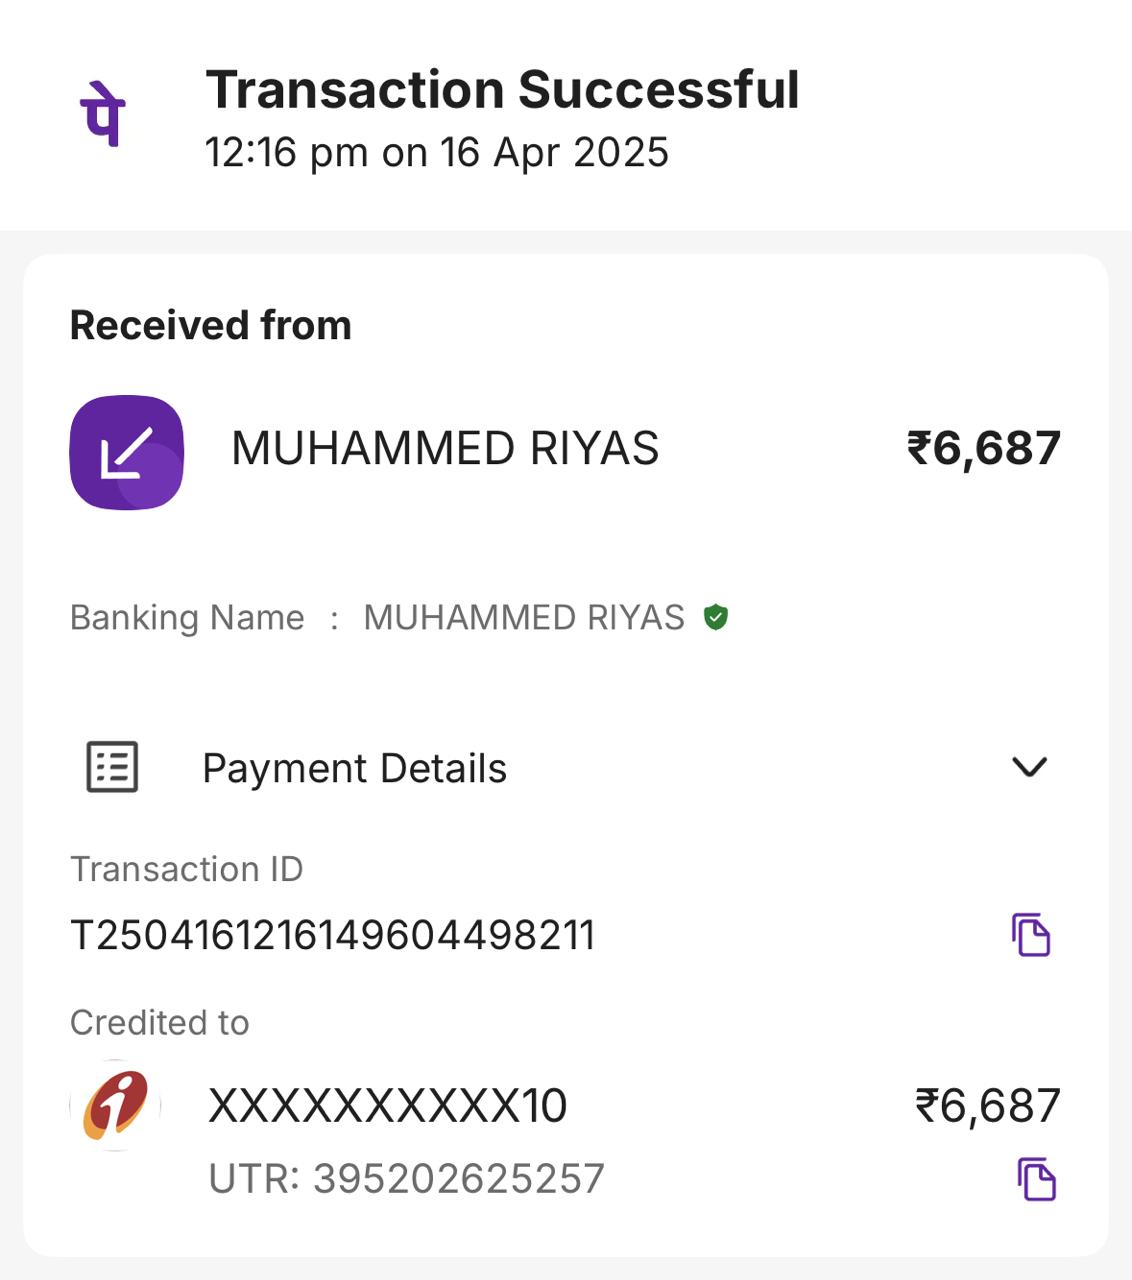 पे
Transaction Successful
12:16 pm on 16 Apr 2025
Received from
MUHAMMED RIYAS ₹6,687
Banking Name : MUHAMMED RIYAS
Payment Details
Transaction ID
T2504161216149604498211
Credited to
XXXXXXXXXX10 ₹6,687
UTR: 395202625257